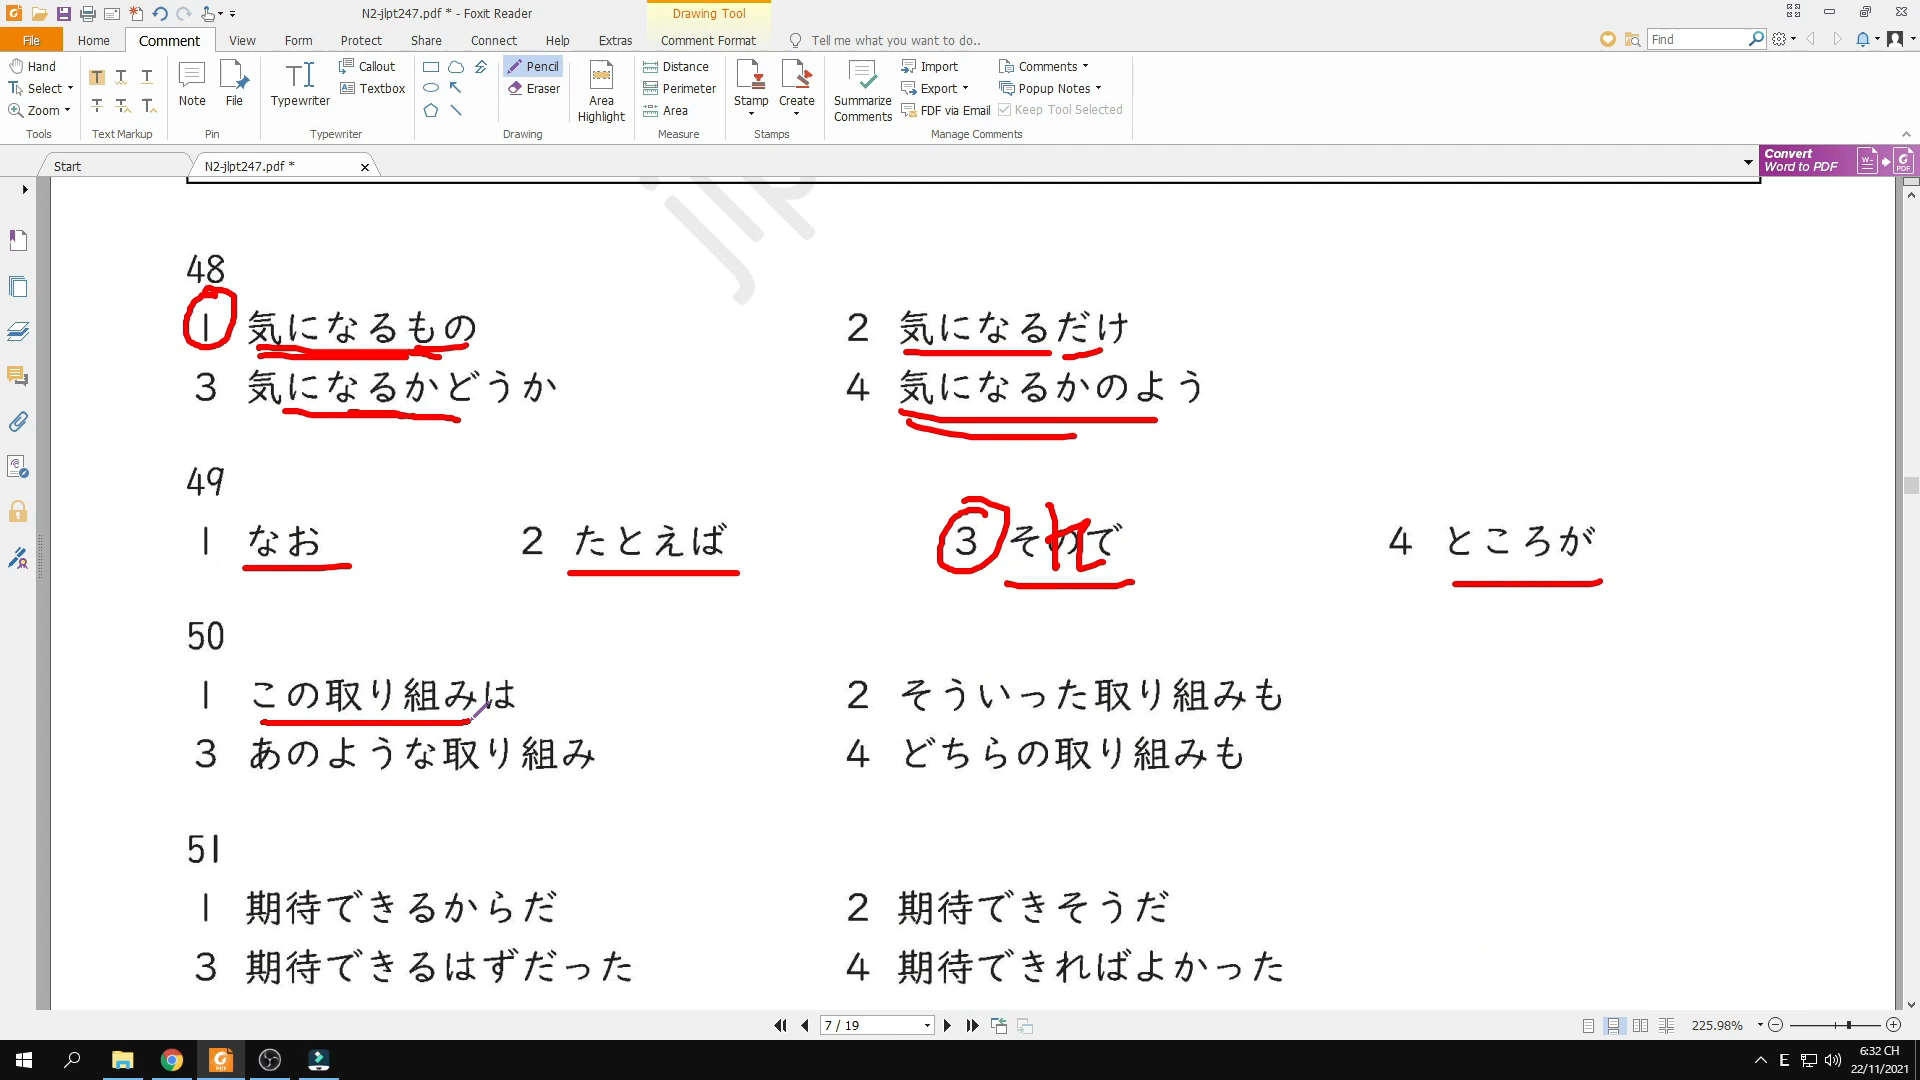 N2-jlpt247.pdf * - Foxit Reader
Drawing Tool
File Home Comment View Form Protect Share Connect Help Extras Comment Format Tell me what you want to do.. Find
Hand
Select
Zoom
Tools
Text Markup
Note
File
Pin
Typewriter
Callout
Textbox
Typewriter
Pencil
Eraser
Drawing
Area Highlight
Distance
Perimeter
Area
Measure
Stamp
Create
Stamps
Summarize Comments
Import
Export
FDF via Email
Comments
Popup Notes
Keep Tool Selected
Manage Comments
Start
N2-jlpt247.pdf *
Convert
Word to PDF
jlp
48
1 気になるもの 2 気になるだけ
3 気になるかどうか 4 気になるかのよう
49
1 なお 2 たとえば 3 そので 4 ところが
れ
50
1 この取り組みは 2 そういった取り組みも
3 あのような取り組み 4 どちらの取り組みも
51
1 期待できるからだ 2 期待できそうだ
3 期待できるはずだった 4 期待できればよかった
7 / 19
225.98%
E
6:32 CH
22/11/2021